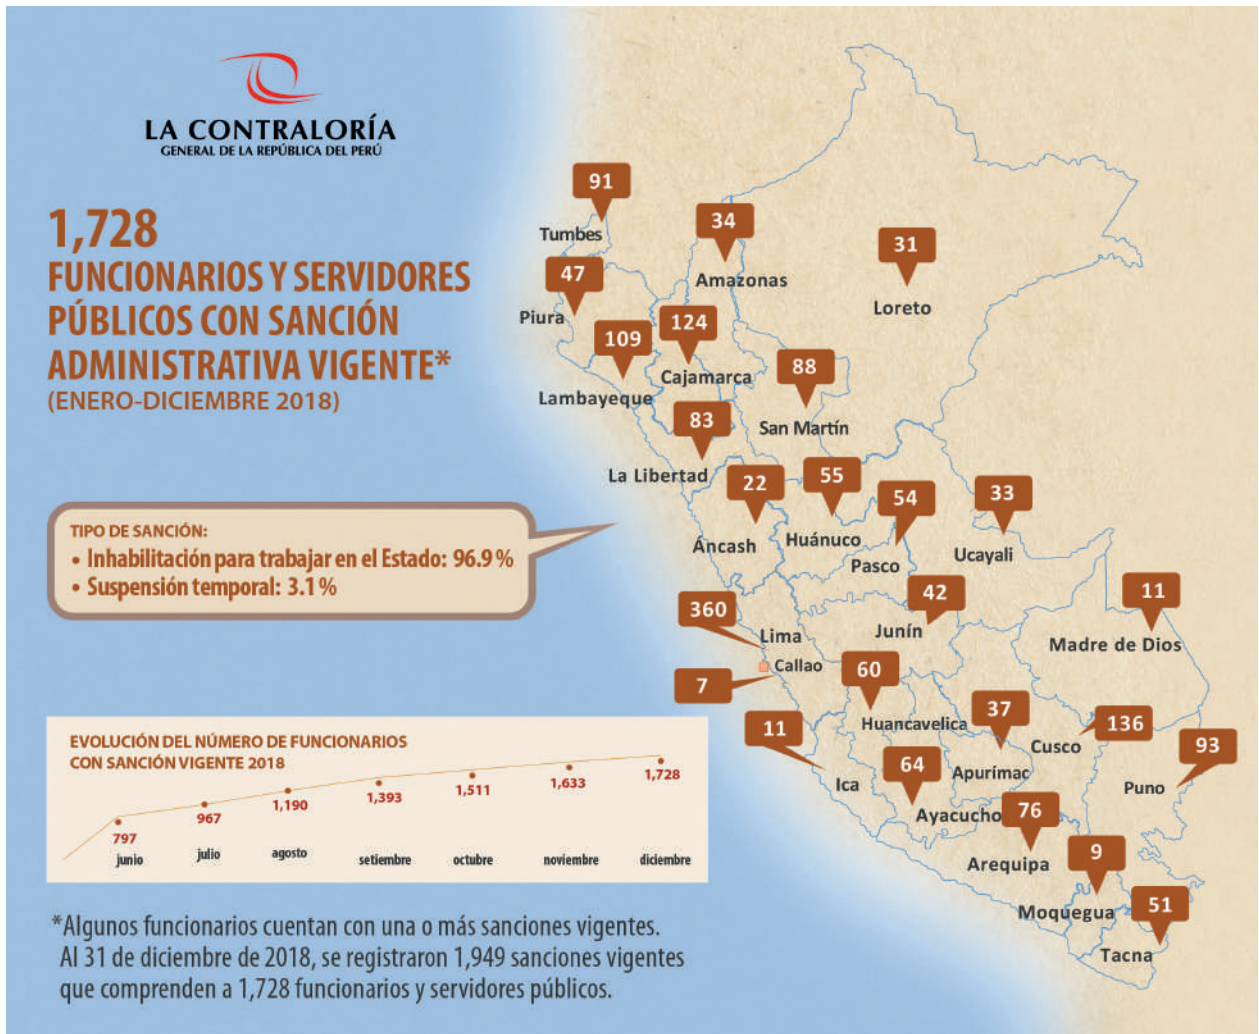 LA CONTRALORÍA
GENERAL DE LA REPÚBLICA DEL PERÚ
1,728
FUNCIONARIOS Y SERVIDORES
PÚBLICOS CON SANCIÓN
ADMINISTRATIVA VIGENTE*
(ENERO-DICIEMBRE 2018)
TIPO DE SANCIÓN:
• Inhabilitación para trabajar en el Estado: 96.9 %
• Suspensión temporal: 3.1 %
EVOLUCIÓN DEL NÚMERO DE FUNCIONARIOS
CON SANCIÓN VIGENTE 2018
797
967
1,190
1,393
1,511
1,633
1,728
junio
julio
agosto
setiembre
octubre
noviembre
diciembre
*Algunos funcionarios cuentan con una o más sanciones vigentes.
Al 31 de diciembre de 2018, se registraron 1,949 sanciones vigentes
que comprenden a 1,728 funcionarios y servidores públicos.
91
Tumbes
34
Amazonas
31
Loreto
47
Piura
109
Lambayeque
124
Cajamarca
88
San Martín
83
La Libertad
22
Áncash
55
Huánuco
54
Pasco
33
Ucayali
360
Lima
42
Junín
11
Madre de Dios
7
Callao
60
Huancavelica
37
Apurímac
136
Cusco
93
Puno
11
Ica
64
Ayacucho
76
Arequipa
9
Moquegua
51
Tacna